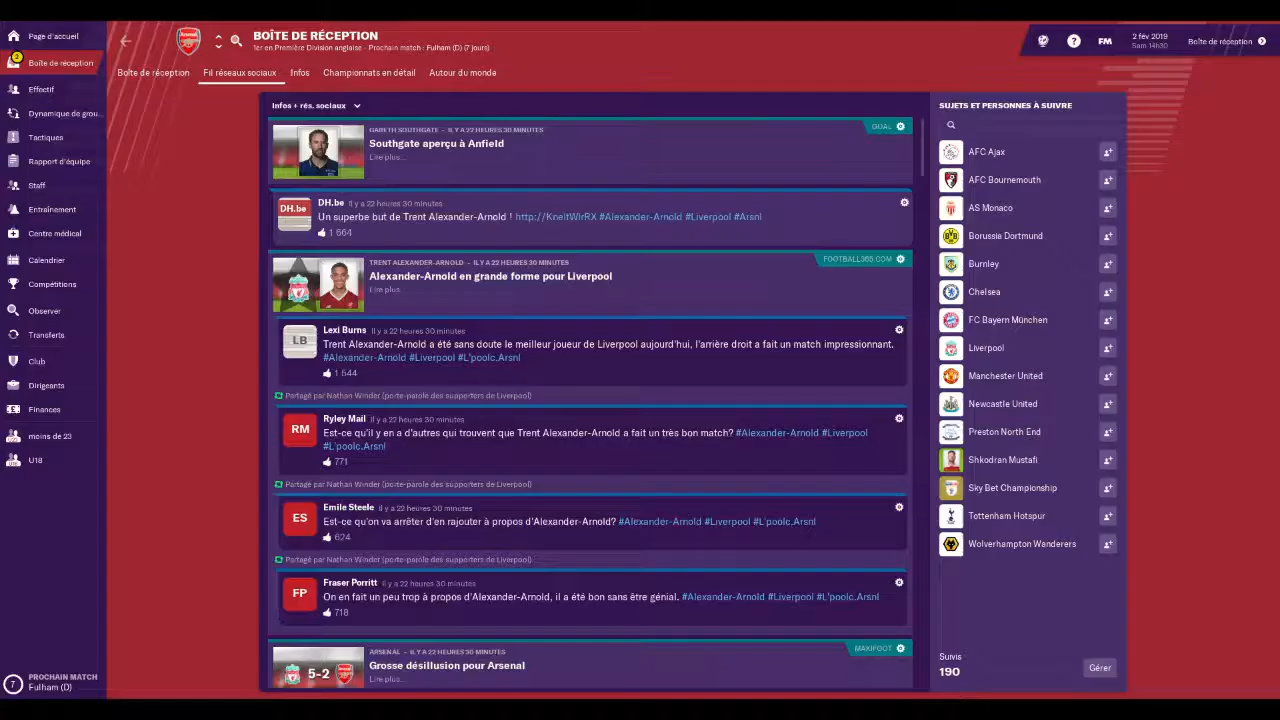 Page d'accueil
3
Boîte de réception
Effectif
Dynamique de grou...
Tactiques
Rapport d'équipe
Staff
Entraînement
Centre médical
Calendrier
Compétitions
Observer
Transferts
Club
Dirigeants
Finances
moins de 23
U18
7
PROCHAIN MATCH
Fulham (D)
BOÎTE DE RÉCEPTION
1er en Première Division anglaise - Prochain match : Fulham (D) (7 jours)
?
FM
2 fév 2019
Sam 14h30
Boîte de réception
Boîte de réception
Fil réseaux sociaux
Infos
Championnats en détail
Autour du monde
Infos + rés. sociaux
GARETH SOUTHGATE - IL Y A 22 HEURES 30 MINUTES
GOAL
Southgate aperçu à Anfield
Lire plus...
DH.be
DH.be il y a 22 heures 30 minutes
Un superbe but de Trent Alexander-Arnold ! http://KneltWlrRX #Alexander-Arnold #Liverpool #Arsnl
1 664
TRENT ALEXANDER-ARNOLD - IL Y A 22 HEURES 30 MINUTES
FOOTBALL365.COM
Alexander-Arnold en grande forme pour Liverpool
Lire plus...
LB
Lexi Burns il y a 22 heures 30 minutes
Trent Alexander-Arnold a été sans doute le meilleur joueur de Liverpool aujourd'hui, l'arrière droit a fait un match impressionnant.
#Alexander-Arnold #Liverpool #L'poolc.Arsnl
1 544
Partagé par Nathan Winder (porte-parole des supporters de Liverpool)
RM
Ryley Mail il y a 22 heures 30 minutes
Est-ce qu'il y en a d'autres qui trouvent que Trent Alexander-Arnold a fait un très bon match? #Alexander-Arnold #Liverpool
#L'poolc.Arsnl
771
Partagé par Nathan Winder (porte-parole des supporters de Liverpool)
ES
Emile Steele il y a 22 heures 30 minutes
Est-ce qu'on va arrêter d'en rajouter à propos d'Alexander-Arnold? #Alexander-Arnold #Liverpool #L'poolc.Arsnl
624
Partagé par Nathan Winder (porte-parole des supporters de Liverpool)
FP
Fraser Porritt il y a 22 heures 30 minutes
On en fait un peu trop à propos d'Alexander-Arnold, il a été bon sans être génial. #Alexander-Arnold #Liverpool #L'poolc.Arsnl
718
5-2
ARSENAL - IL Y A 22 HEURES 30 MINUTES
MAXIFOOT
Grosse désillusion pour Arsenal
Lire plus...
SUJETS ET PERSONNES À SUIVRE
AFC Ajax
AFC Bournemouth
AS Monaco
Borussia Dortmund
Burnley
Chelsea
FC Bayern München
Liverpool
Manchester United
Newcastle United
Preston North End
Shkodran Mustafi
Sky Bet Championship
Tottenham Hotspur
Wolverhampton Wanderers
Suivis
190
Gérer